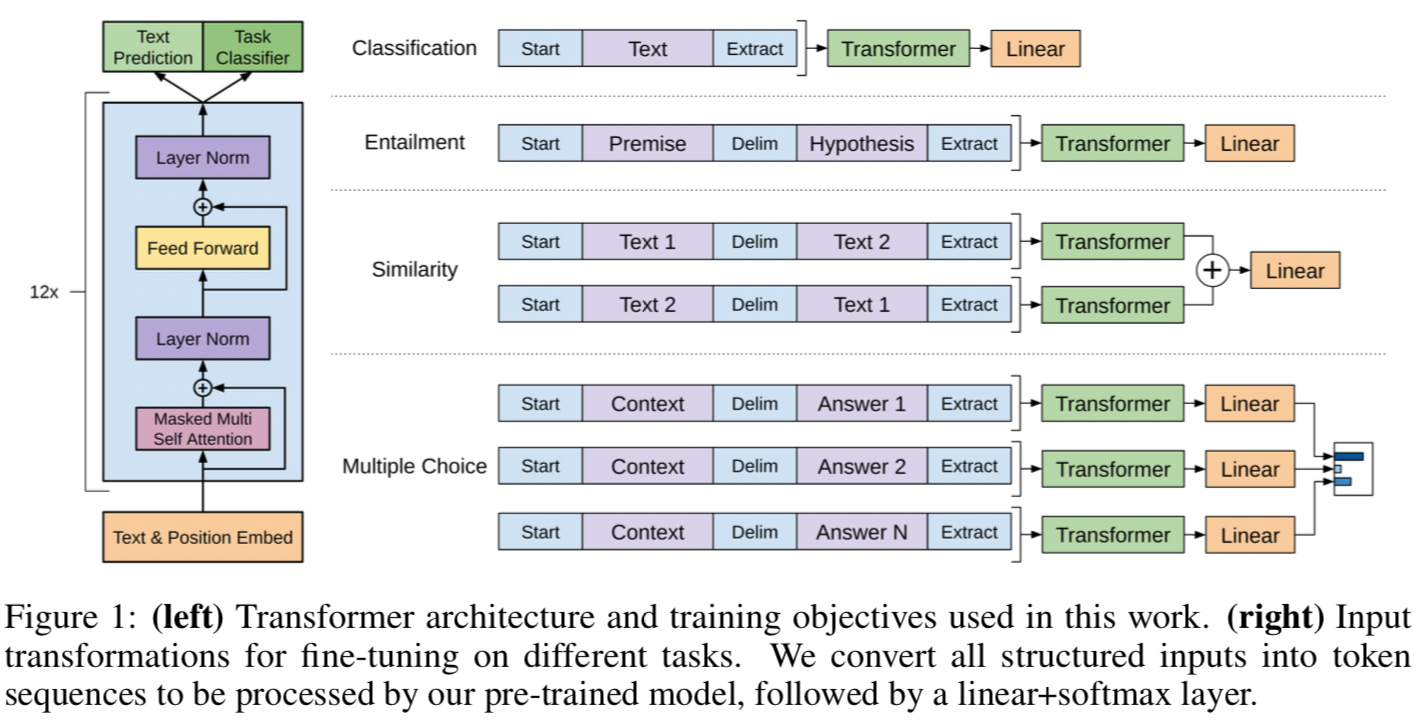 Text
Prediction
Task
Classifier
Layer Norm
Feed Forward
12x
Layer Norm
Masked Multi
Self Attention
Text & Position Embed
Classification Start Text Extract Transformer Linear
Entailment Start Premise Delim Hypothesis Extract Transformer Linear
Similarity
Start Text 1 Delim Text 2 Extract Transformer
Start Text 2 Delim Text 1 Extract Transformer
+ Linear
Multiple Choice
Start Context Delim Answer 1 Extract Transformer Linear
Start Context Delim Answer 2 Extract Transformer Linear
Start Context Delim Answer N Extract Transformer Linear
Figure 1: (left) Transformer architecture and training objectives used in this work. (right) Input
transformations for fine-tuning on different tasks. We convert all structured inputs into token
sequences to be processed by our pre-trained model, followed by a linear+softmax layer.